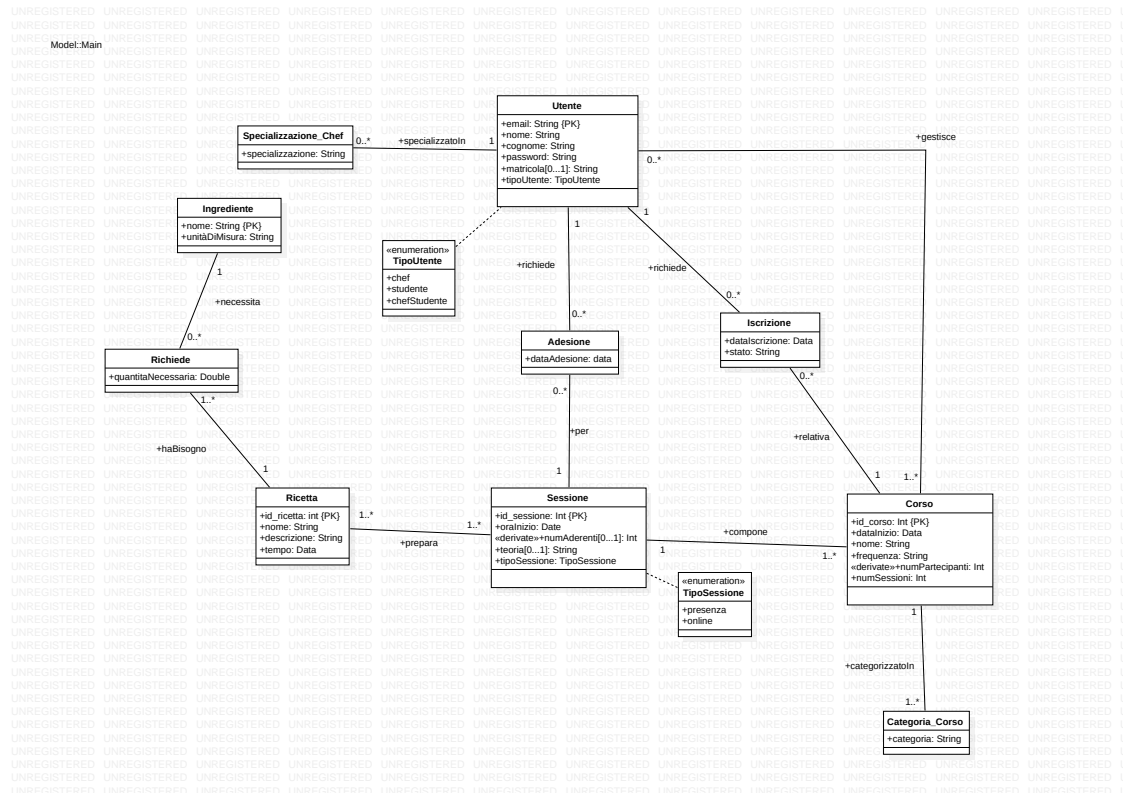 Model::Main
Utente
+email: String {PK}
+nome: String
+cognome: String
+password: String
+matricola[0...1]: String
+tipoUtente: TipoUtente
Specializzazione_Chef
+specializzazione: String
0..*
+specializzatoIn
1
0..*
+gestisce
1..*
Ingrediente
+nome: String {PK}
+unitàDiMisura: String
1
+necessita
0..*
«enumeration»
TipoUtente
+chef
+studente
+chefStudente
1
+richiede
0..*
1
+richiede
0..*
Iscrizione
+dataIscrizione: Data
+stato: String
Adesione
+dataAdesione: data
Richiede
+quantitaNecessaria: Double
1..*
+haBisogno
1
0..*
+per
1
0..*
+relativa
1
Ricetta
+id_ricetta: int {PK}
+nome: String
+descrizione: String
+tempo: Data
1..*
+prepara
1..*
Sessione
+id_sessione: Int {PK}
+oraInizio: Date
«derivate»+numAderenti[0...1]: Int
+teoria[0...1]: String
+tipoSessione: TipoSessione
1
+compone
1..*
Corso
+id_corso: Int {PK}
+dataInizio: Data
+nome: String
+frequenza: String
«derivate»+numPartecipanti: Int
+numSessioni: Int
«enumeration»
TipoSessione
+presenza
+online
1
+categorizzatoIn
1..*
Categoria_Corso
+categoria: String
UNREGISTERED